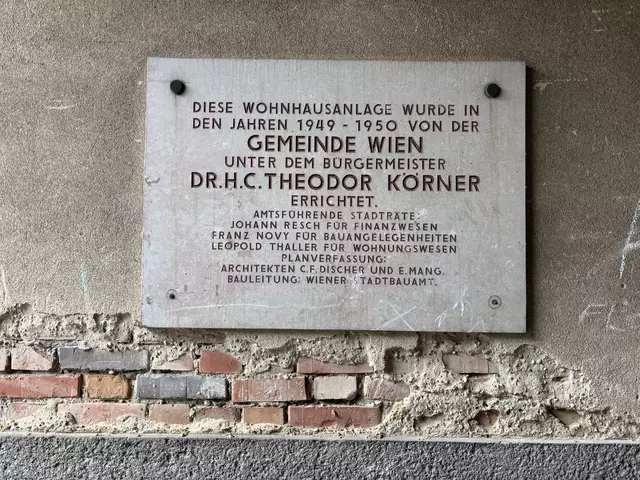 DIESE WOHNHAUSANLAGE WURDE IN
DEN JAHREN 1949 - 1950 VON DER
GEMEINDE WIEN
UNTER DEM BÜRGERMEISTER
DR.H.C.THEODOR KÖRNER
ERRICHTET.
AMTSFÜHRENDE STADTRÄTE:
JOHANN RESCH FÜR FINANZWESEN
FRANZ NOVY FÜR BAUANGELEGENHEITEN
LEOPOLD THALLER FÜR WOHNUNGSWESEN
PLANVERFASSUNG:
ARCHITEKTEN C.F.DISCHER UND E.MANG.
BAULEITUNG: WIENER STADTBAUAMT.